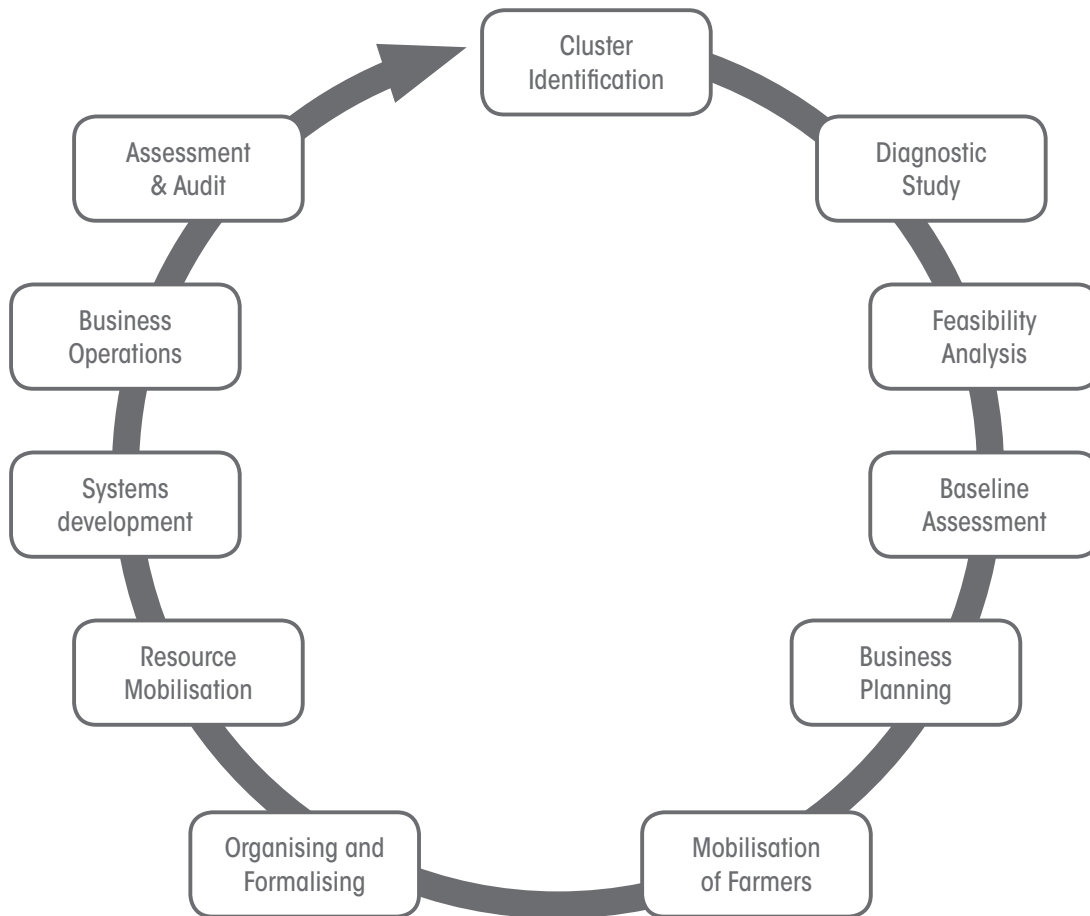 Cluster
Identification
Diagnostic
Study
Feasibility
Analysis
Baseline
Assessment
Business
Planning
Mobilisation
of Farmers
Organising and
Formalising
Resource
Mobilisation
Systems
development
Business
Operations
Assessment
& Audit